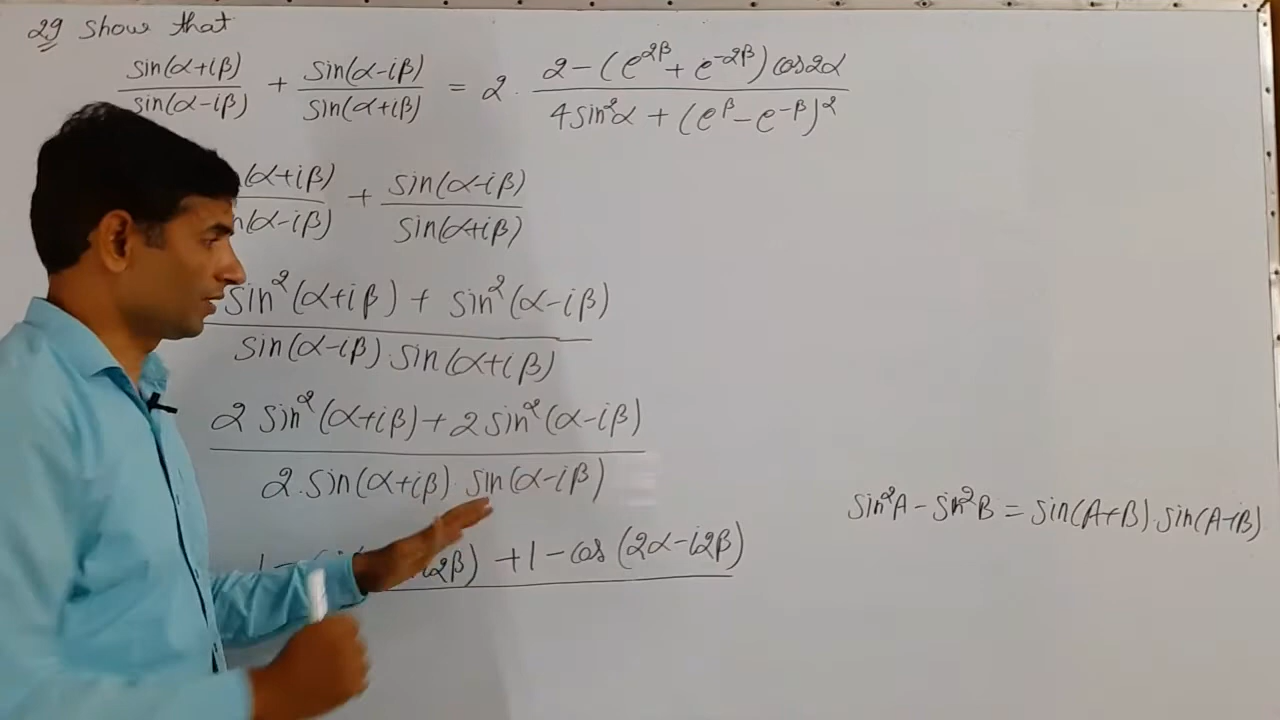 29 Show that
sin(α+iβ)/sin(α-iβ) + sin(α-iβ)/sin(α+iβ) = 2 · 2-(e^2β + e^-2β) cos2α / 4sin²α + (e^β - e^-β)²
(α+iβ)/n(α-iβ) + sin(α-iβ)/sin(α+iβ)
sin²(α+iβ) + sin²(α-iβ)
sin(α-iβ) · sin(α+iβ)
2 sin²(α+iβ) + 2 sin²(α-iβ)
2 · sin(α+iβ) · sin(α-iβ)
sin²A - sin²B = sin(A+B) · sin(A-B)
i2β) + 1 - cos(2α-i2β)